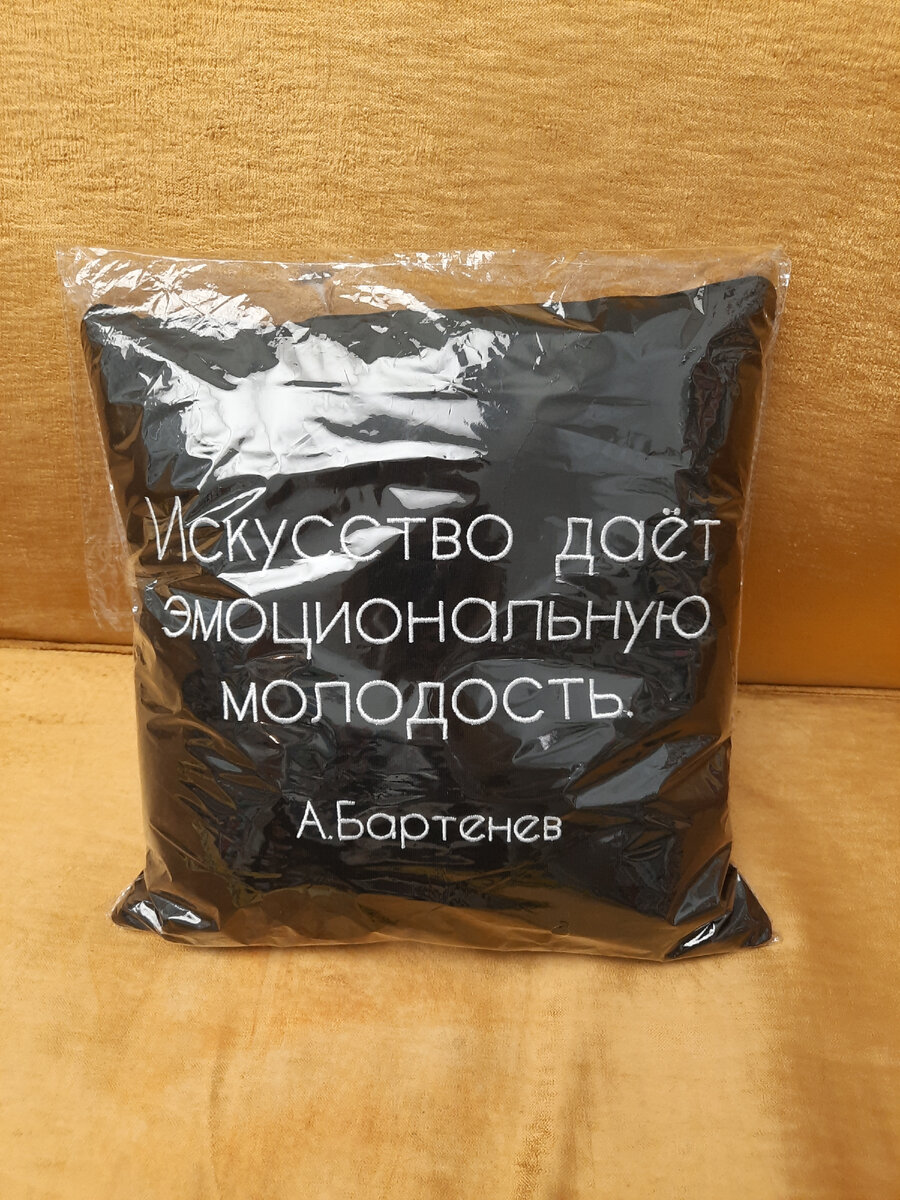 Искусство даёт
эмоциональную
молодость.
А.Бартенев